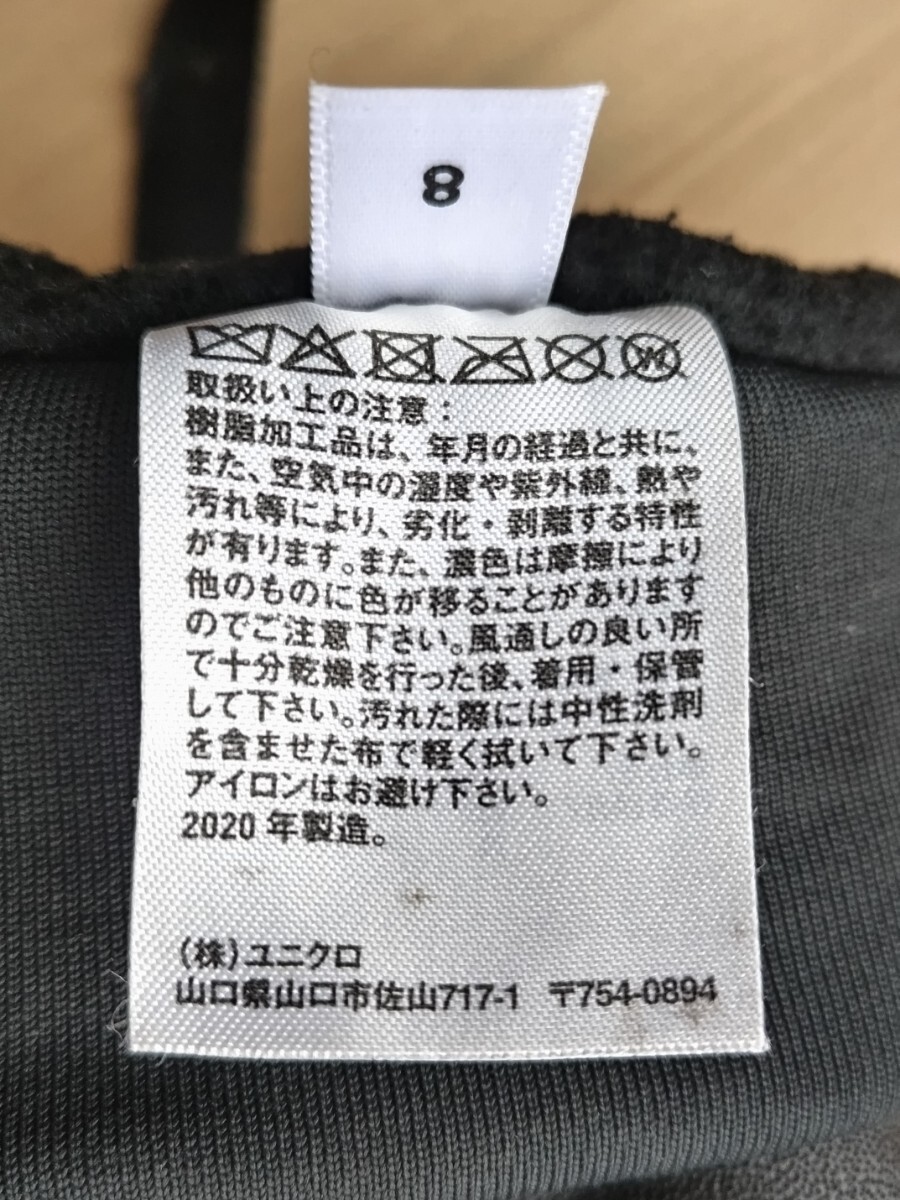 8
取扱い上の注意：
樹脂加工品は、年月の経過と共に、
また、空気中の湿度や紫外線、熱や
汚れ等により、劣化・剥離する特性
が有ります。また、濃色は摩擦により
他のものに色が移ることがあります
のでご注意下さい。風通しの良い所
で十分乾燥を行った後、着用・保管
して下さい。汚れた際には中性洗剤
を含ませた布で軽く拭いて下さい。
アイロンはお避け下さい。
2020 年製造。
(株)ユニクロ
山口県山口市佐山717-1 〒754-0894